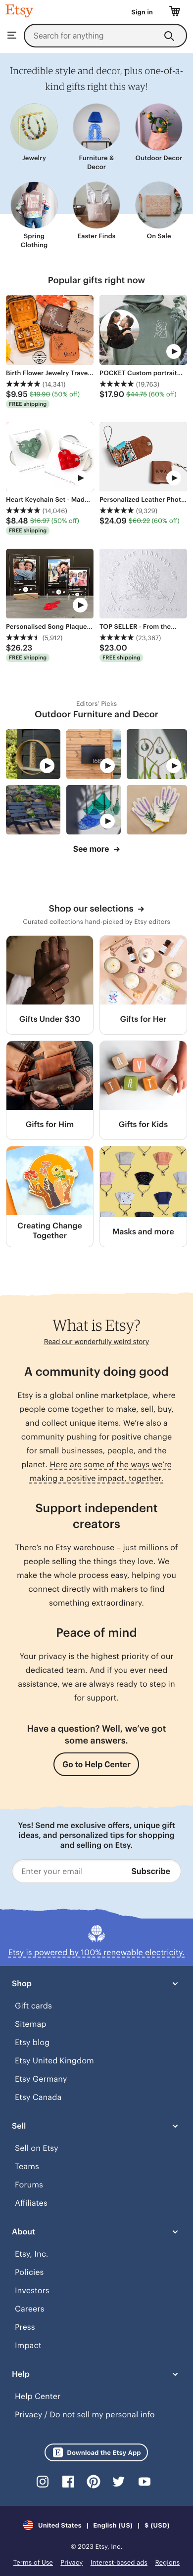 Etsy
Sign in
Search for anything
Incredible style and decor, plus one-of-a-
kind gifts right this way!
Jewelry
Furniture &
Decor
Outdoor Decor
Spring
Clothing
Easter Finds
On Sale
Popular gifts right now
Birth Flower Jewelry Trave...
(14,341)
$9.95 $19.90 (50% off)
FREE shipping
POCKET Custom portrait...
(19,763)
$17.90 $44.75 (60% off)
Heart Keychain Set - Mad...
(14,046)
$8.48 $16.97 (50% off)
FREE shipping
Personalized Leather Phot...
(9,329)
$24.09 $60.22 (60% off)
Personalised Song Plaque...
(5,912)
$26.23
FREE shipping
TOP SELLER - From the...
(23,367)
$23.00
FREE shipping
Editors' Picks
Outdoor Furniture and Decor
See more →
Shop our selections →
Curated collections hand-picked by Etsy editors
Gifts Under $30
Gifts for Her
Gifts for Him
Gifts for Kids
Creating Change
Together
Masks and more
What is Etsy?
Read our wonderfully weird story
A community doing good
Etsy is a global online marketplace, where
people come together to make, sell, buy,
and collect unique items. We're also a
community pushing for positive change
for small businesses, people, and the
planet. Here are some of the ways we're
making a positive impact, together.
Support independent
creators
There's no Etsy warehouse – just millions of
people selling the things they love. We
make the whole process easy, helping you
connect directly with makers to find
something extraordinary.
Peace of mind
Your privacy is the highest priority of our
dedicated team. And if you ever need
assistance, we are always ready to step in
for support.
Have a question? Well, we've got
some answers.
Go to Help Center
Yes! Send me exclusive offers, unique gift
ideas, and personalized tips for shopping
and selling on Etsy.
Enter your email
Subscribe
Etsy is powered by 100% renewable electricity.
Shop
Gift cards
Sitemap
Etsy blog
Etsy United Kingdom
Etsy Germany
Etsy Canada
Sell
Sell on Etsy
Teams
Forums
Affiliates
About
Etsy, Inc.
Policies
Investors
Careers
Press
Impact
Help
Help Center
Privacy / Do not sell my personal info
Download the Etsy App
United States | English (US) | $ (USD)
© 2023 Etsy, Inc.
Terms of Use Privacy Interest-based ads Regions